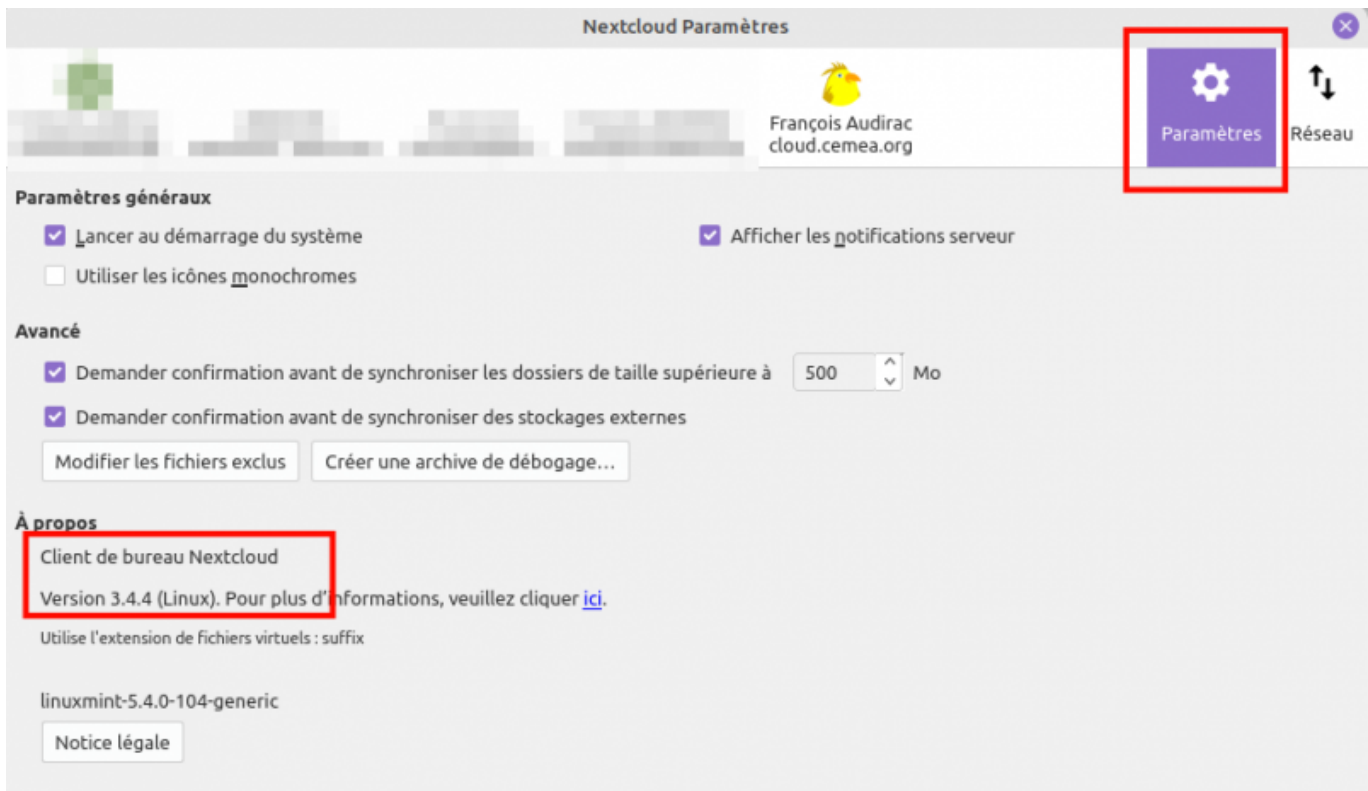 Nextcloud Paramètres
François Audirac
cloud.cemea.org
Paramètres
Réseau
Paramètres généraux
Lancer au démarrage du système
Afficher les notifications serveur
Utiliser les icônes monochromes
Avancé
Demander confirmation avant de synchroniser les dossiers de taille supérieure à 500 Mo
Demander confirmation avant de synchroniser des stockages externes
Modifier les fichiers exclus
Créer une archive de débogage…
À propos
Client de bureau Nextcloud
Version 3.4.4 (Linux). Pour plus d’informations, veuillez cliquer ici.
Utilise l'extension de fichiers virtuels : suffix
linuxmint-5.4.0-104-generic
Notice légale